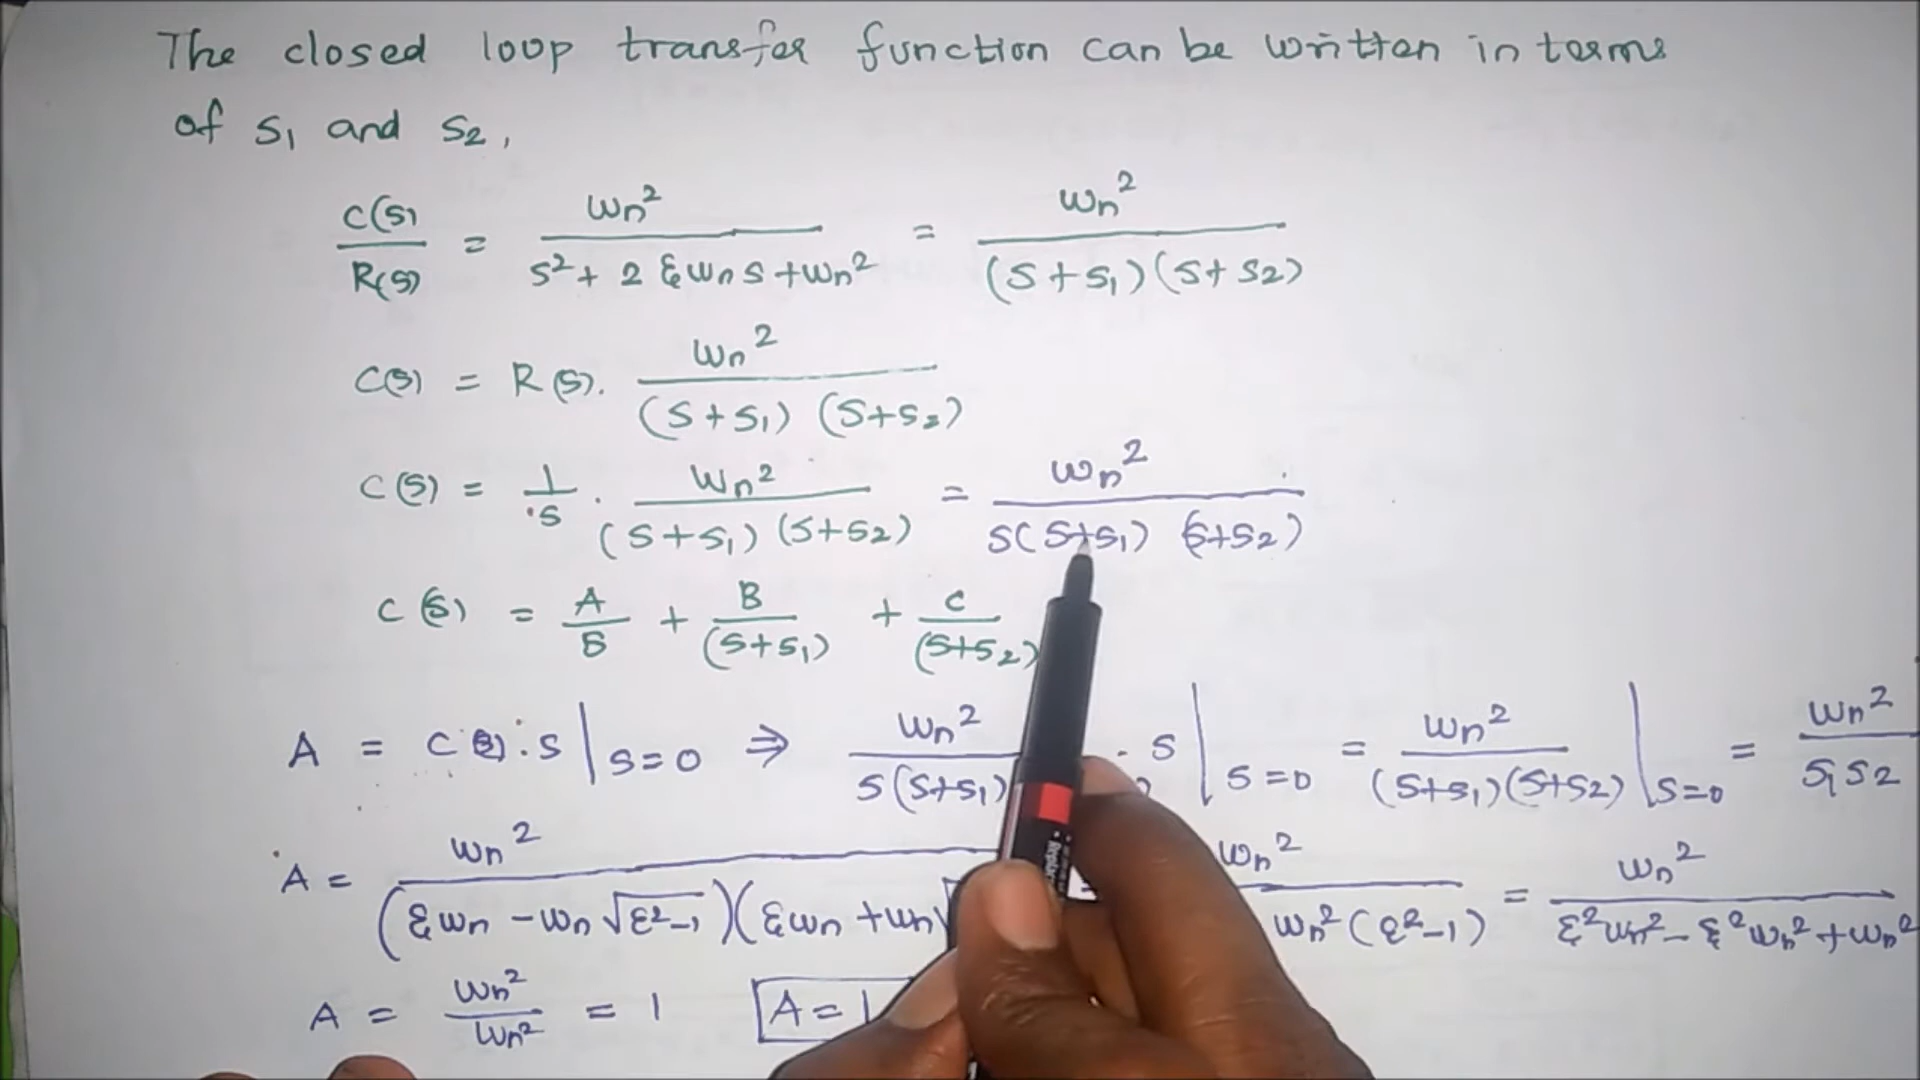 The closed loop transfer function can be written in terms
of s₁ and s₂,
C(s)/R(s) = ωn²/(s² + 2ξωns + ωn²) = ωn²/((s + s₁)(s + s₂))
C(s) = R(s). ωn²/((s + s₁)(s + s₂))
C(s) = 1/s . ωn²/((s + s₁)(s + s₂)) = ωn²/(s(s + s₁)(s + s₂))
C(s) = A/s + B/(s + s₁) + C/(s + s₂)
A = C(s).s|s=0 ⇒ ωn²/(s(s + s₁) . s|s=0 = ωn²/((s + s₁)(s + s₂))|s=0 = ωn²/(s₁s₂)
A = ωn²/((ξωn − ωn√(ξ²−1))(ξωn + ωn√ ωn²/(ωn²(ξ²−1)) = ωn²/(ξ²ωn² − ξ²ωn² + ωn²)
A = ωn²/ωn² = 1 A = 1
Replac